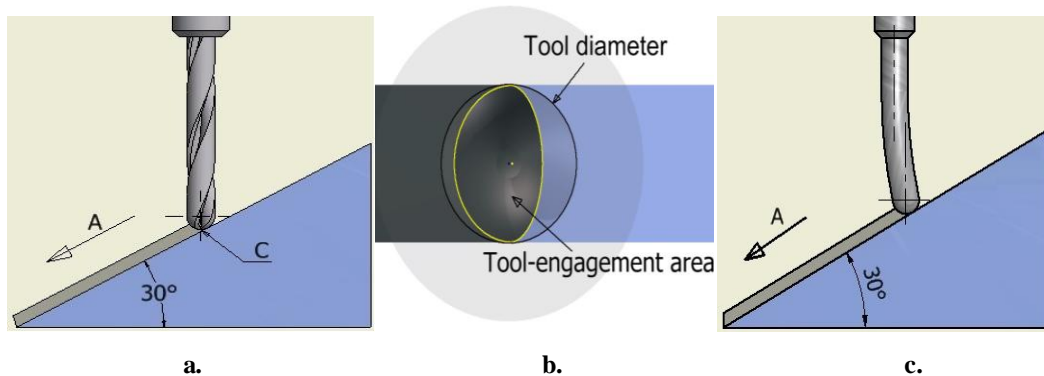 A
C
30°
a.
Tool diameter
Tool-engagement area
b.
A
30°
c.